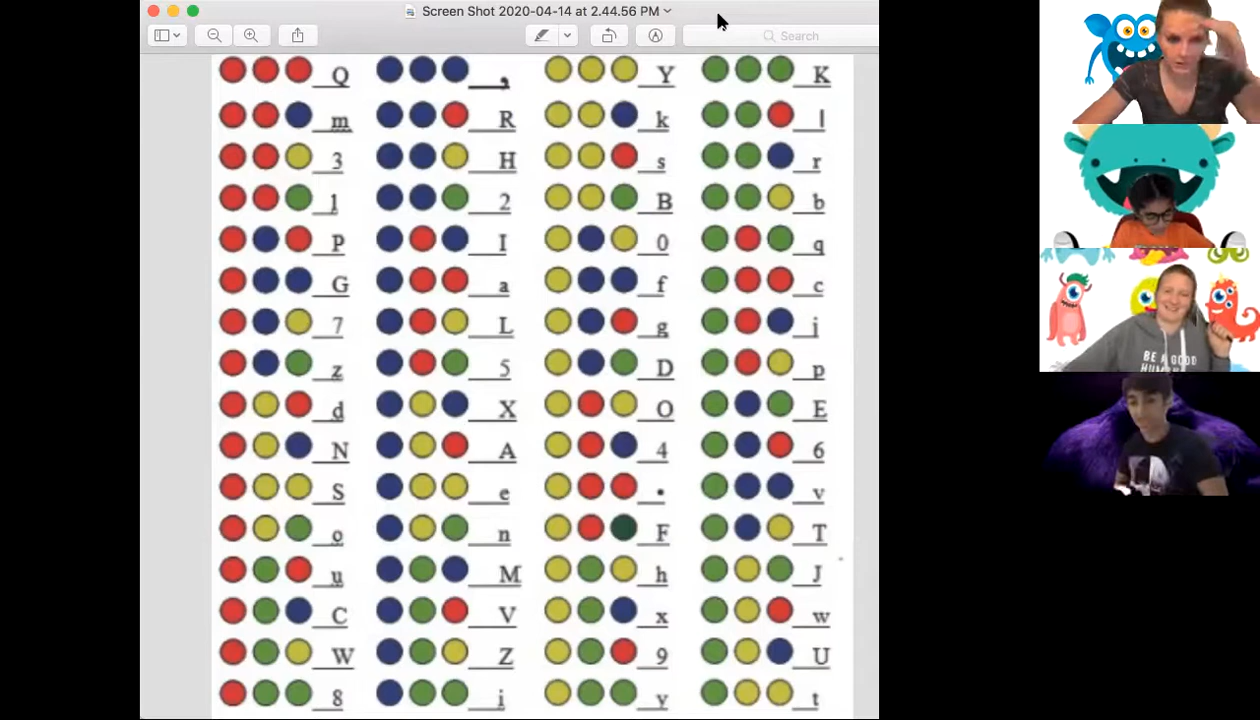 Screen Shot 2020-04-14 at 2.44.56 PM
Search
Q , Y K
m R k l
3 H s r
1 2 B b
P I 0 q
G a f c
7 L g j
z 5 D p
d X O E
N A 4 6
S e • v
o n F T
u M h J
C V x w
W Z 9 U
8 i y t
BE A GOOD
HUMAN